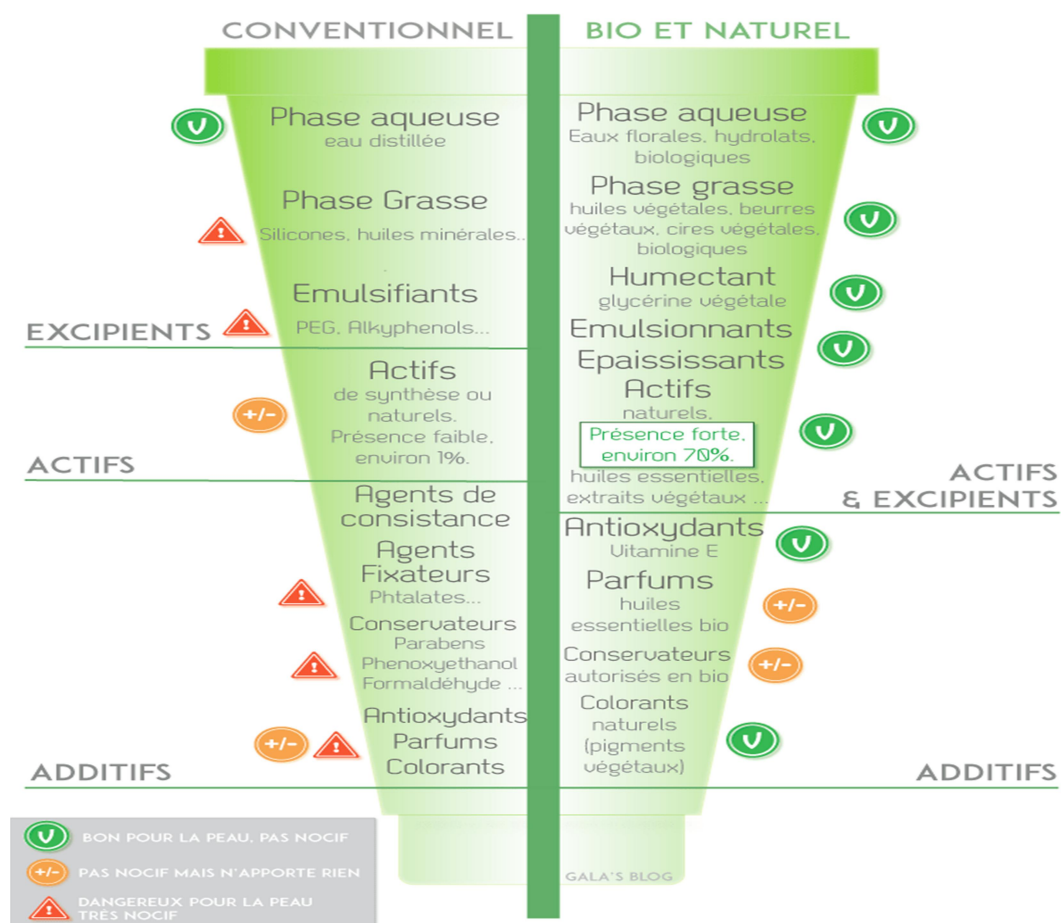 CONVENTIONNEL
Phase aqueuse
eau distillée
Phase Grasse
Silicones, huiles minérales..
Emulsifiants
PEG, Alkyphenols...
EXCIPIENTS
+/-
Actifs
de synthèse ou
naturels.
Présence faible,
environ 1%.
ACTIFS
Agents de
consistance
Agents
Fixateurs
Phtalates...
Conservateurs
Parabens
Phenoxyethanol
Formaldéhyde ...
+/-
Antioxydants
Parfums
Colorants
ADDITIFS
BIO ET NATUREL
Phase aqueuse
Eaux florales, hydrolats,
biologiques
Phase grasse
huiles végétales, beurres
végétaux, cires végétales,
biologiques
Humectant
glycérine végétale
Emulsionnants
Epaississants
Actifs
naturels,
Présence forte,
environ 70%.
huiles essentielles,
extraits végétaux ...
ACTIFS
& EXCIPIENTS
Antioxydants
Vitamine E
Parfums
huiles
essentielles bio
+/-
Conservateurs
autorisés en bio
+/-
Colorants
naturels
(pigments
végétaux)
ADDITIFS
BON POUR LA PEAU, PAS NOCIF
+/- PAS NOCIF MAIS N'APPORTE RIEN
DANGEREUX POUR LA PEAU
TRÈS NOCIF
GALA'S BLOG